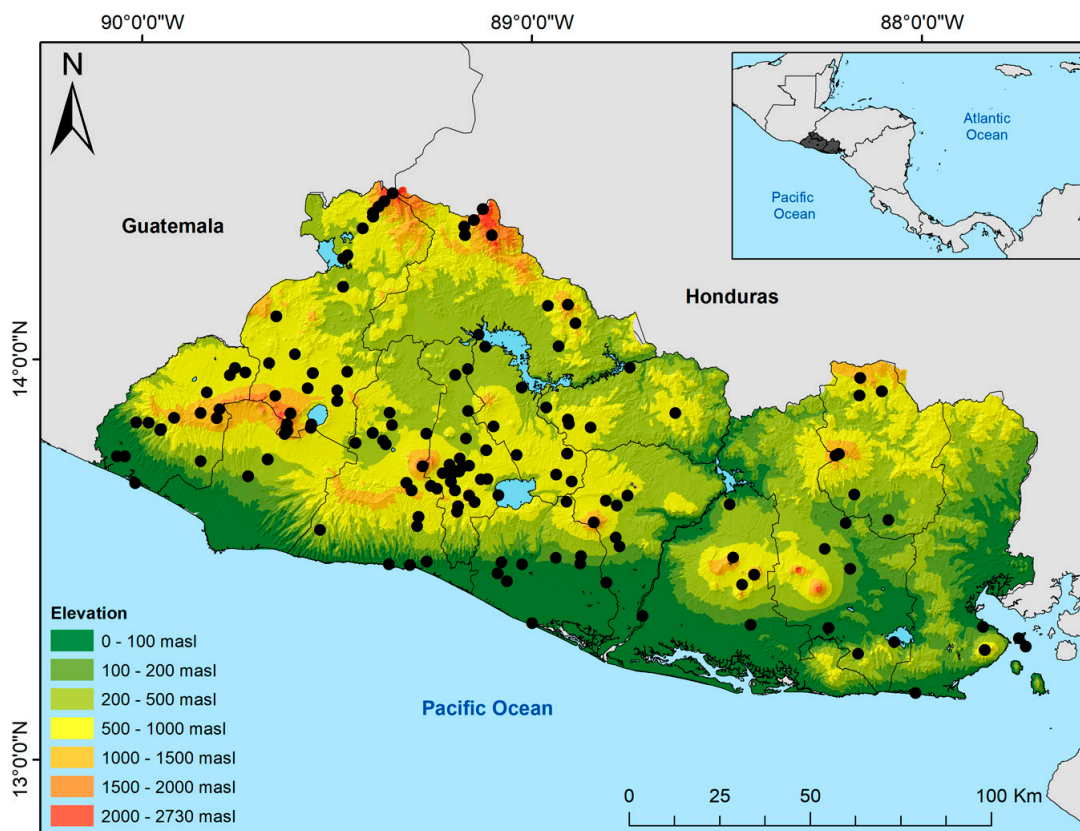 90°0'0"W
89°0'0"W
88°0'0"W
N
Atlantic
Ocean
Pacific
Ocean
Guatemala
Honduras
14°0'0"N
13°0'0"N
Pacific Ocean
Elevation
0 - 100 masl
100 - 200 masl
200 - 500 masl
500 - 1000 masl
1000 - 1500 masl
1500 - 2000 masl
2000 - 2730 masl
0 25 50 100 Km